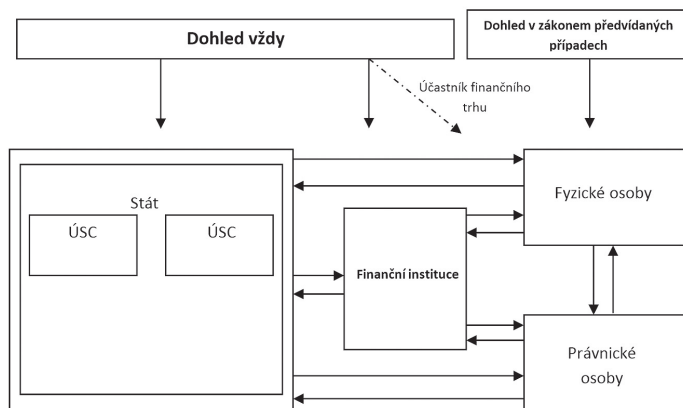 Dohled vždy
Dohled v zákonem předvídaných
případech
Účastník finančního
trhu
Stát
ÚSC
ÚSC
Finanční instituce
Fyzické osoby
Právnické
osoby